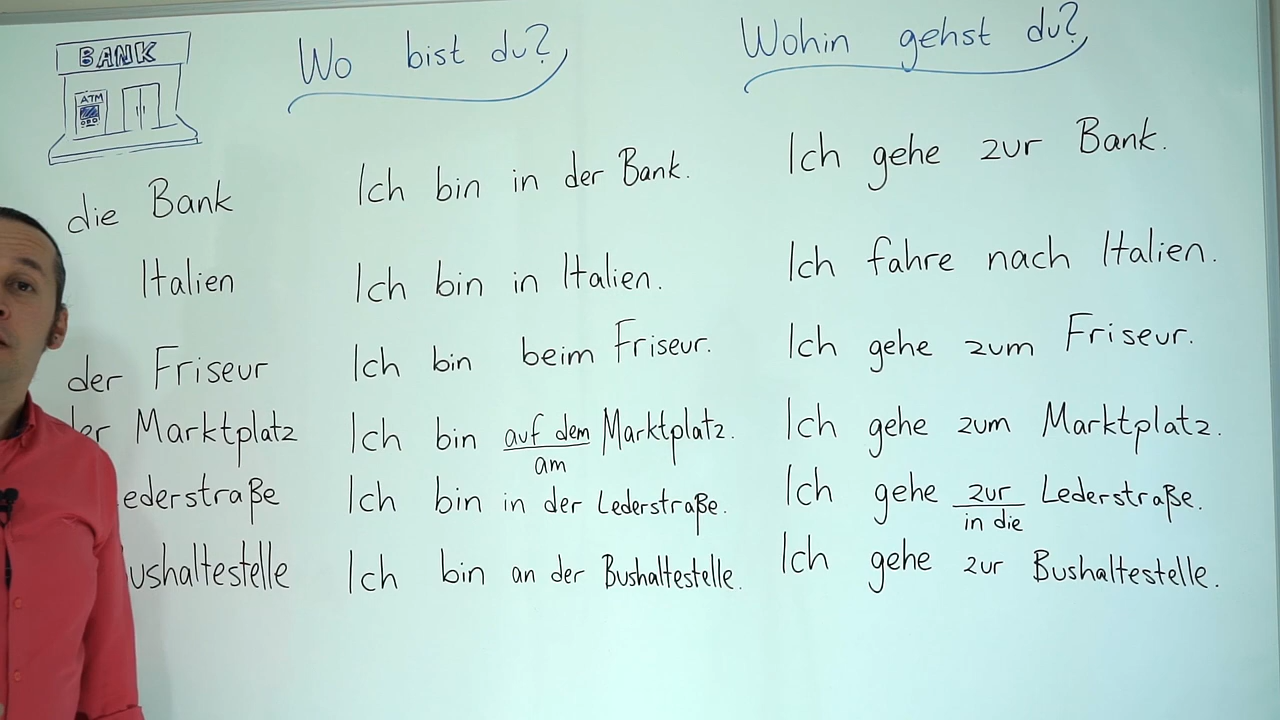 BANK
ATM
Wo bist du?
Wohin gehst du?
die Bank
Ich bin in der Bank.
Ich gehe zur Bank.
Italien
Ich bin in Italien.
Ich fahre nach Italien.
der Friseur
Ich bin beim Friseur.
Ich gehe zum Friseur.
der Marktplatz
Ich bin auf dem Marktplatz.
am
Ich gehe zum Marktplatz.
ederstraße
Ich bin in der Lederstraße.
Ich gehe zur Lederstraße.
in die
ushaltestelle
Ich bin an der Bushaltestelle.
Ich gehe zur Bushaltestelle.